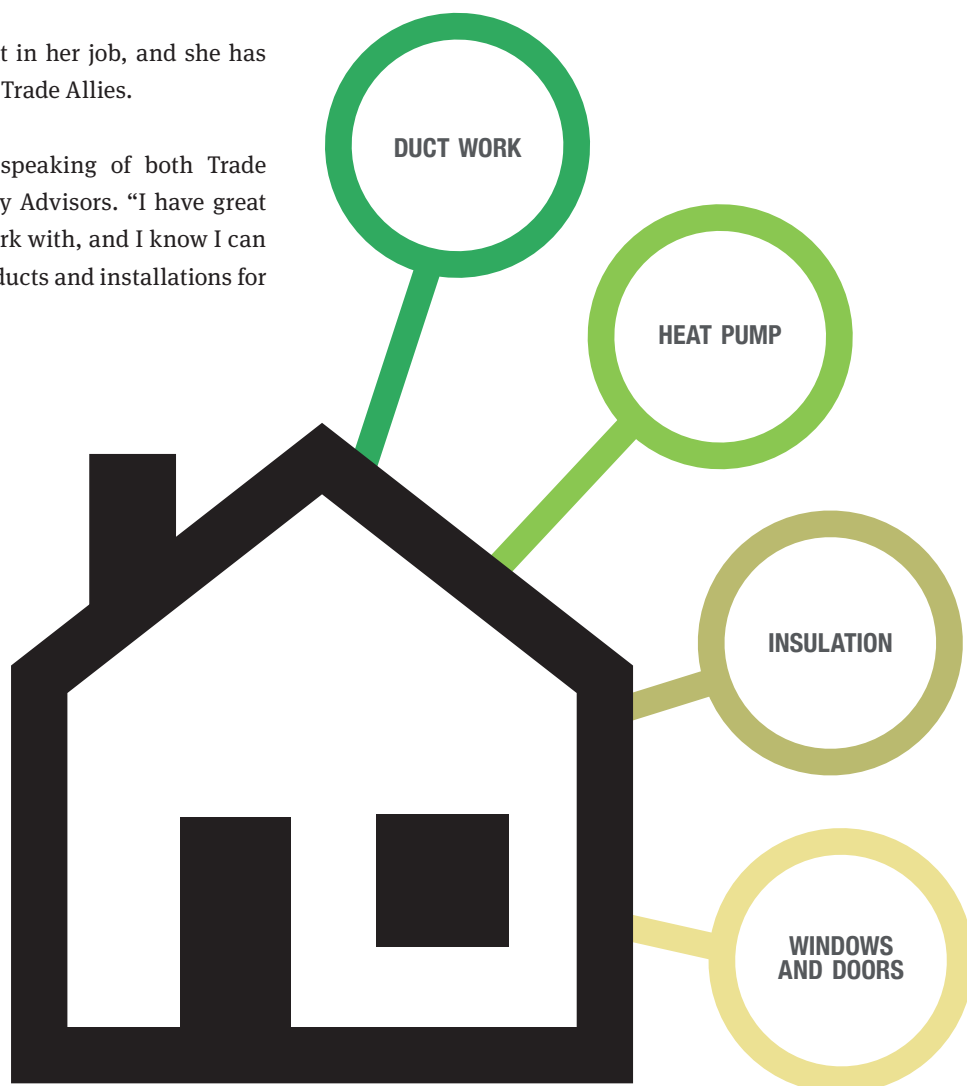 t in her job, and she has
Trade Allies.
speaking of both Trade
y Advisors. “I have great
rk with, and I know I can
ducts and installations for
DUCT WORK
HEAT PUMP
INSULATION
WINDOWS
AND DOORS